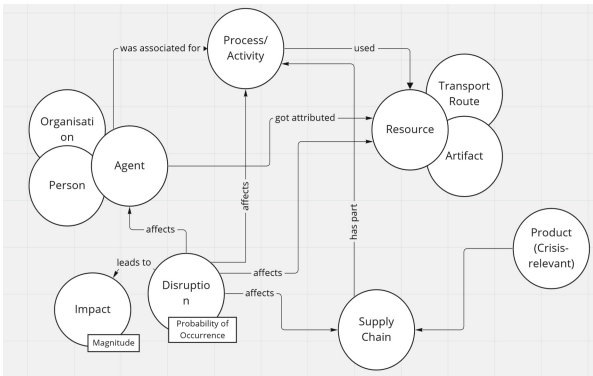 Process/
Activity
was associated for
used
Transport
Route
Organisati
on
got attributed
Resource
Agent
Artifact
Person
affects
has part
affects
Product
(Crisis-
relevant)
leads to
affects
Disruptio
n
affects
Impact
Probability of
Occurrence
Supply
Chain
Magnitude